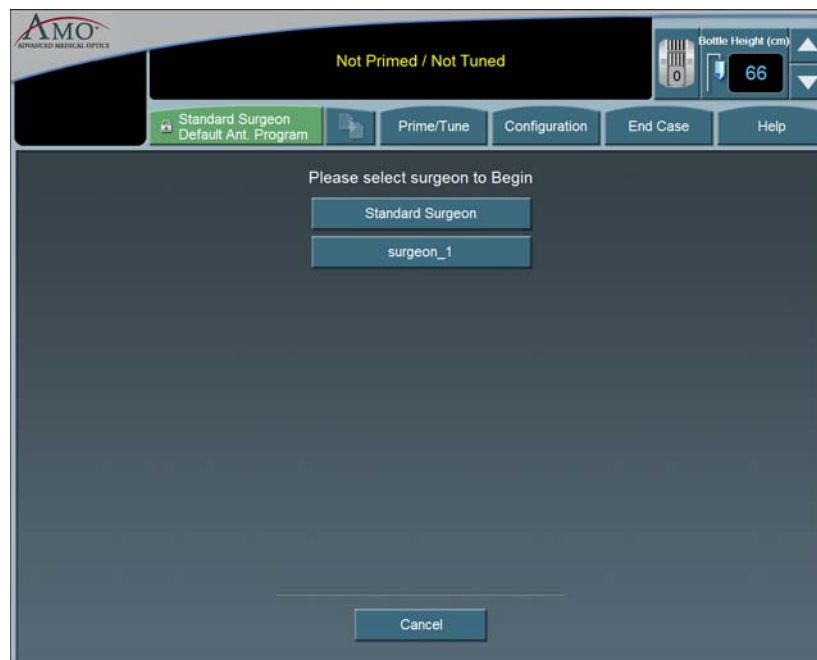 AMO
ADVANCED MEDICAL OPTICS
Not Primed / Not Tuned
0
Bottle Height (cm)
66
Standard Surgeon
Default Ant. Program
Prime/Tune
Configuration
End Case
Help
Please select surgeon to Begin
Standard Surgeon
surgeon_1
Cancel